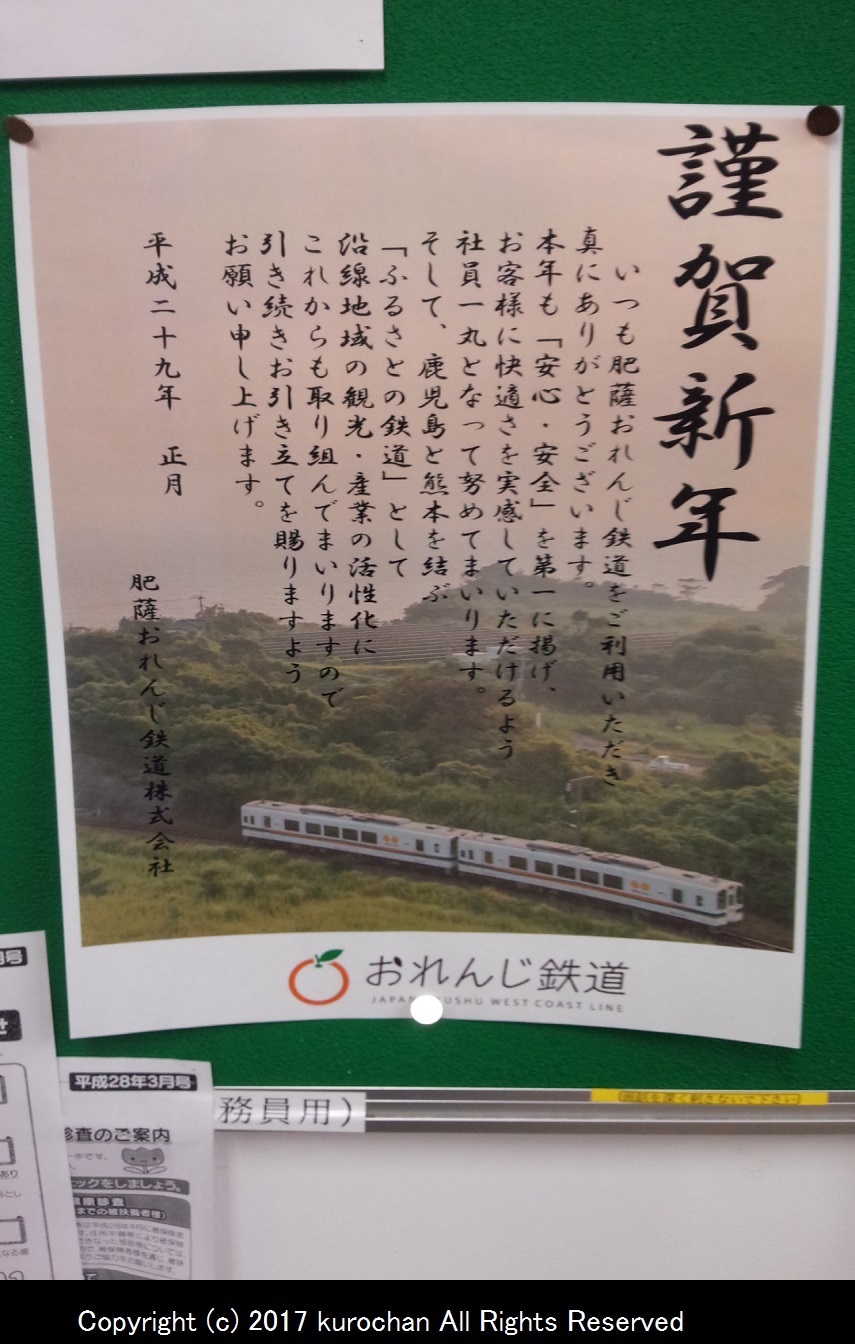 謹賀新年
いつも肥薩おれんじ鉄道をご利用いただき
真にありがとうございます。
本年も「安心・安全」を第一に掲げ、
お客様に快適さを実感していただけるよう
社員一丸となって努めてまいります。
そして、鹿児島と熊本を結ぶ
「ふるさとの鉄道」として
沿線地域の観光・産業の活性化に
これからも取り組んでまいりますので
引き続きお引き立てを賜りますよう
お願い申し上げます。
平成二十九年 正月
肥薩おれんじ鉄道株式会社
おれんじ鉄道
WEST COAST LINE
務員用)
平成28年3月号
診査のご案内
ックをしましょう。
Copyright (c) 2017 kurochan All Rights Reserved